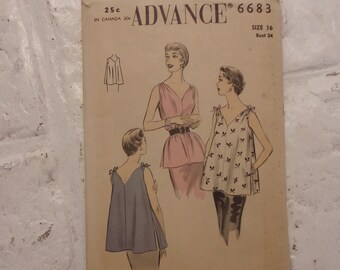 25c
IN CANADA 30c
ADVANCE® 6683
SIZE 16
Bust 34